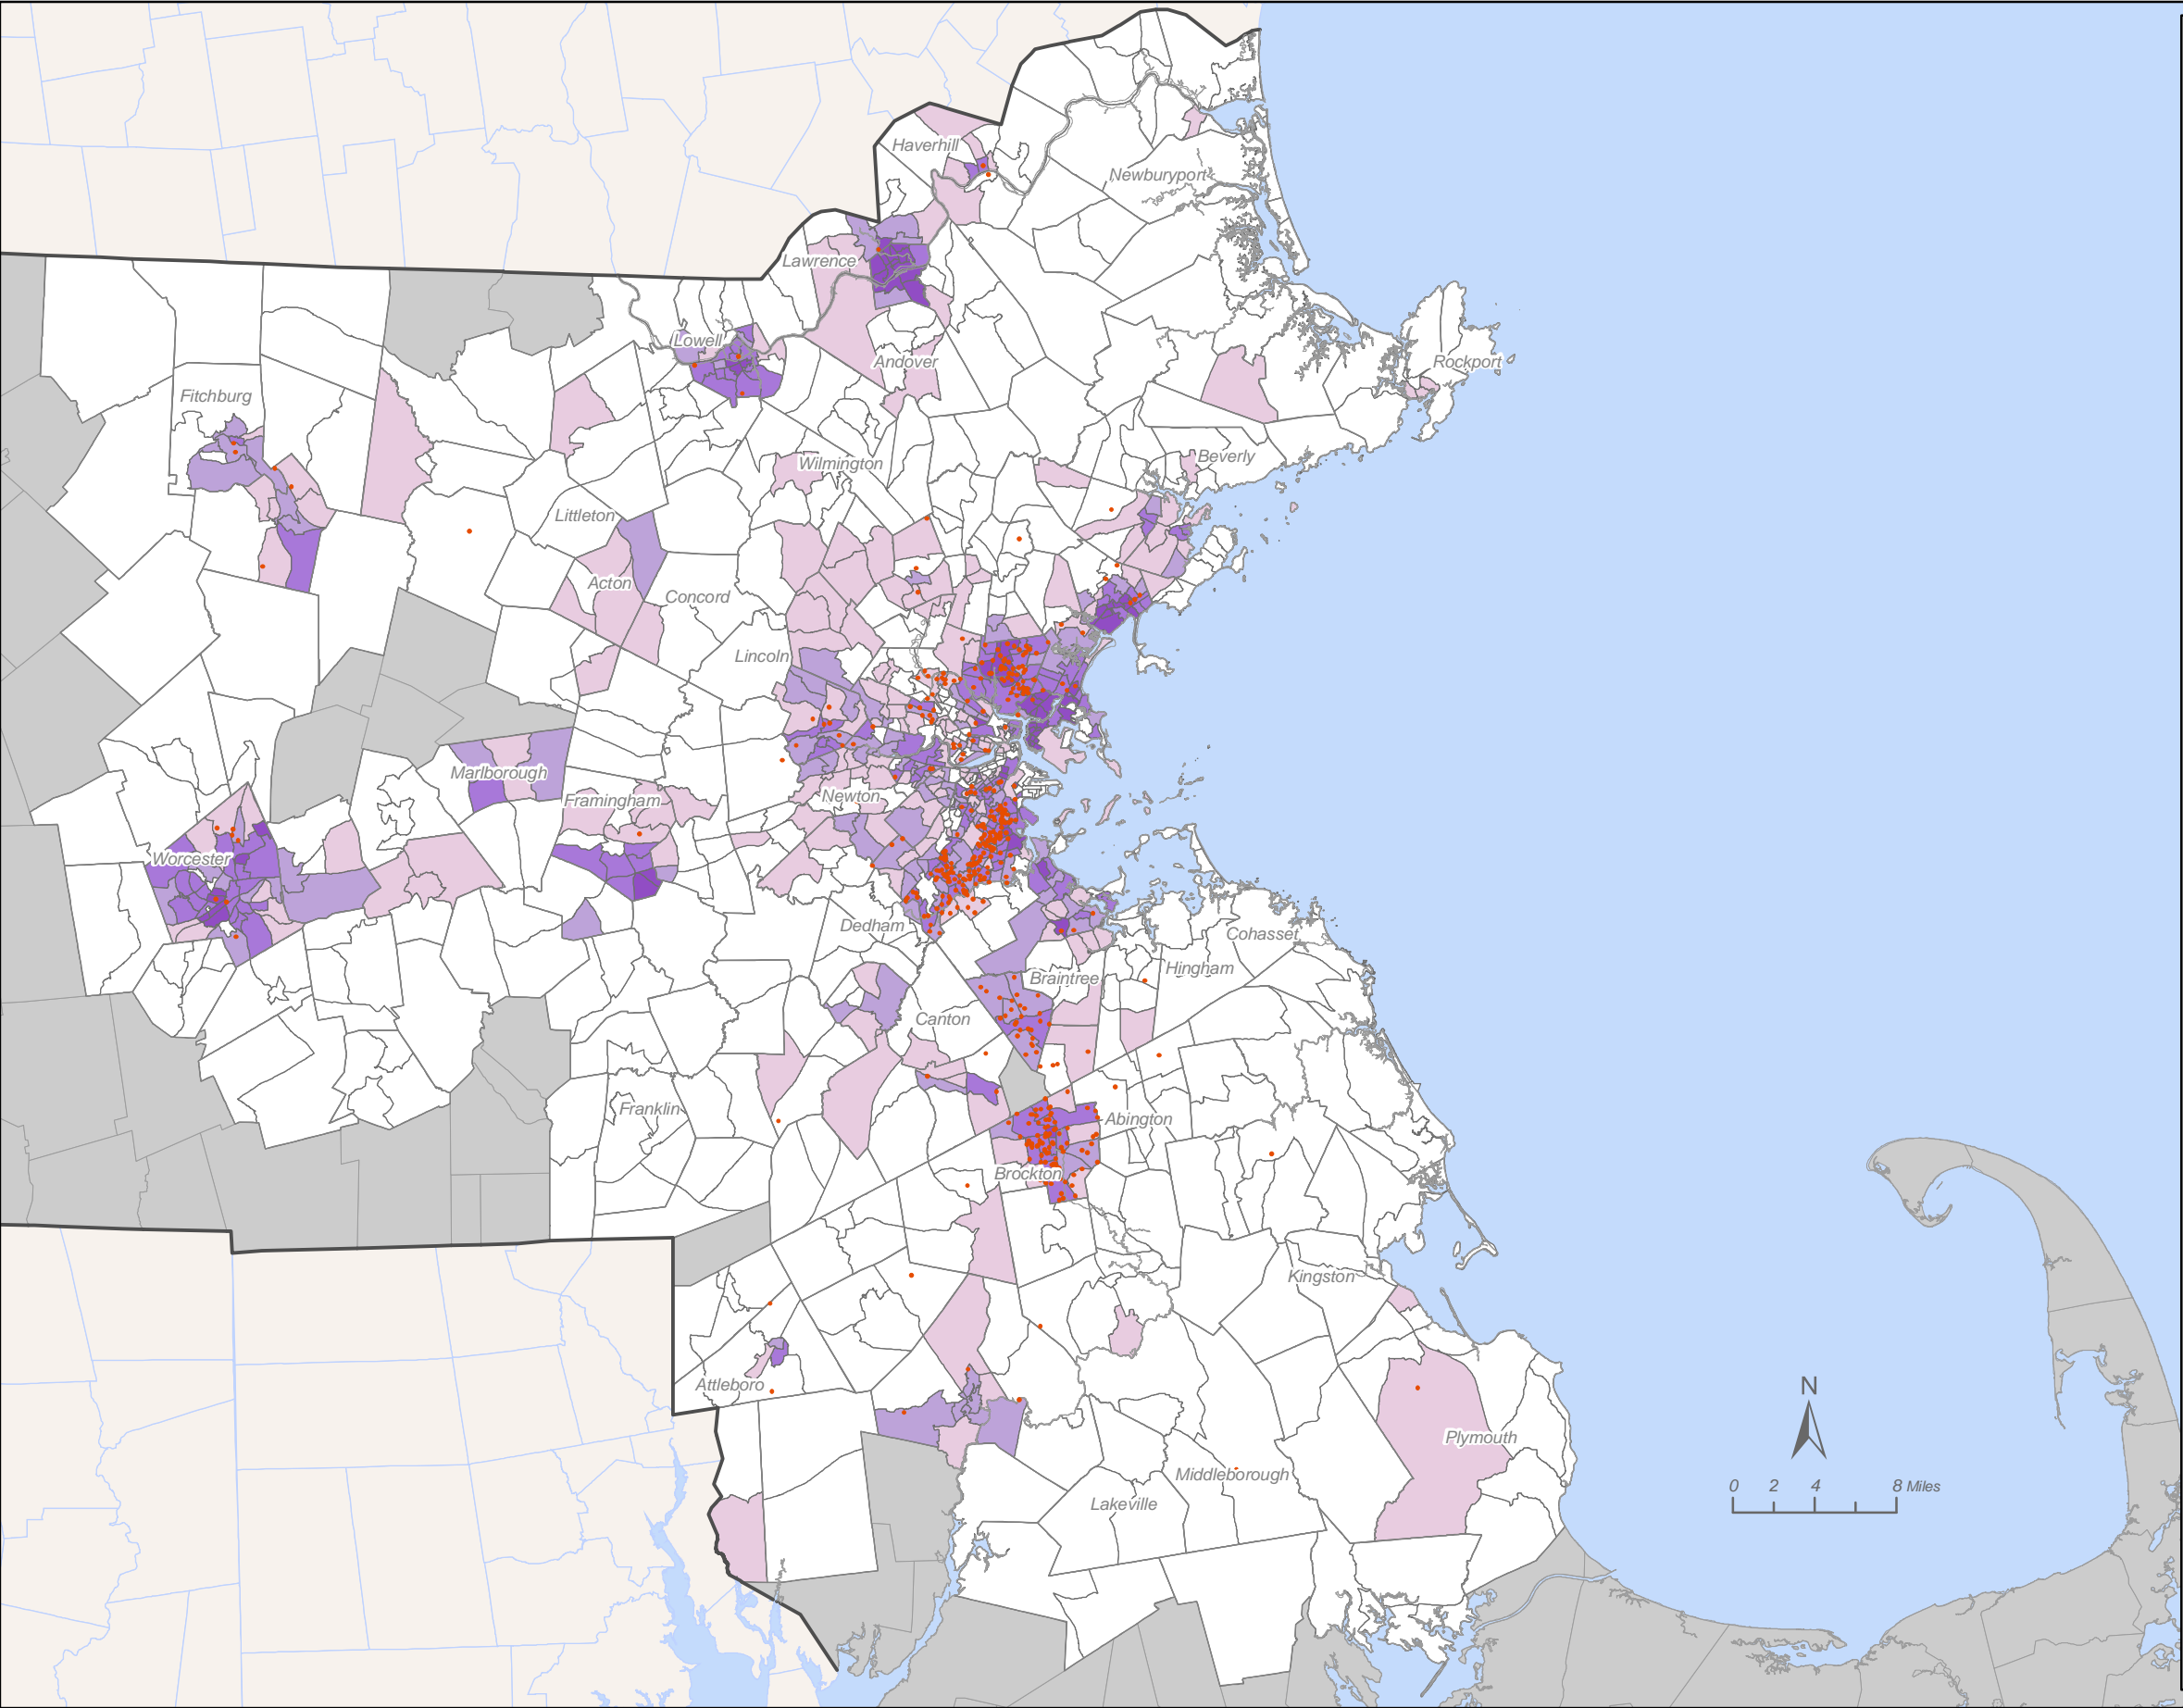 Haverhill
Newburyport
Lawrence
Lowell
Andover
Rockport
Fitchburg
Beverly
Wilmington
Littleton
Acton
Concord
Lincoln
Marlborough
Newton
Framingham
Worcester
Dedham
Cohasset
Hingham
Braintree
Canton
Franklin
Abington
Brockton
Kingston
Attleboro
N
Plymouth
Middleborough
0 2 4 8 Miles
Lakeville